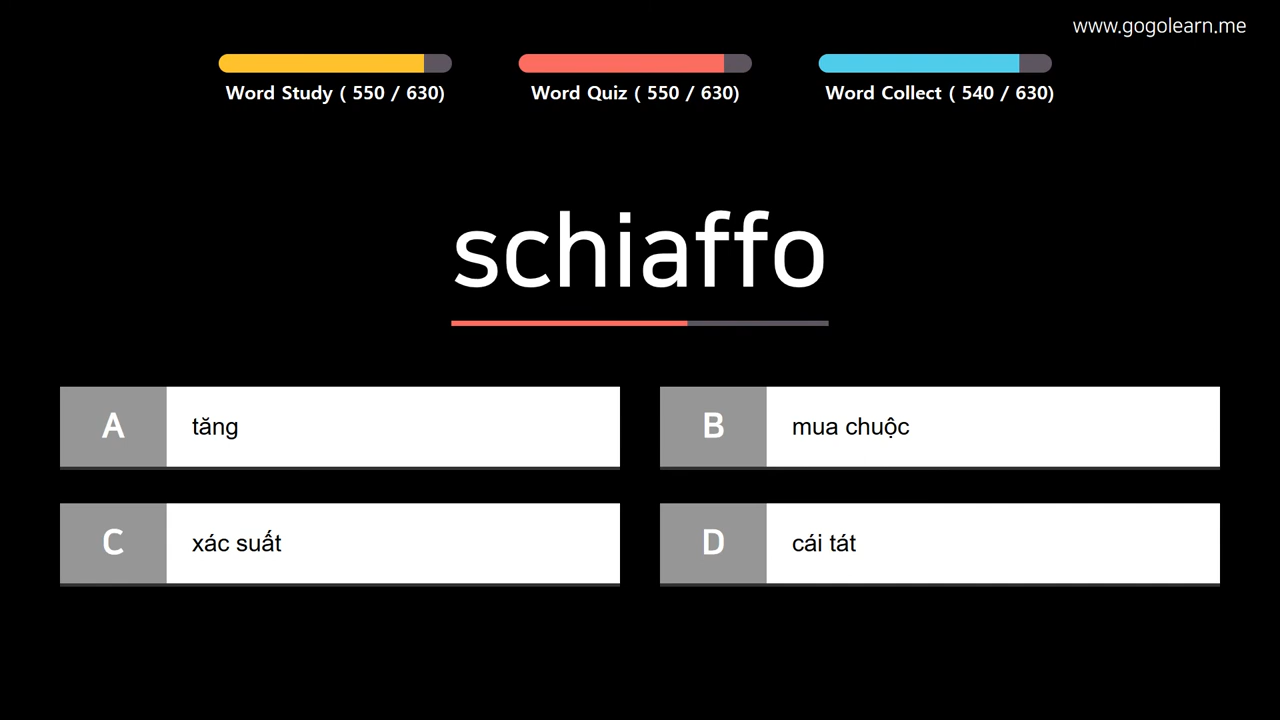 www.gogolearn.me
Word Study ( 550 / 630)
Word Quiz ( 550 / 630)
Word Collect ( 540 / 630)
schiaffo
A
tăng
B
mua chuộc
C
xác suất
D
cái tát